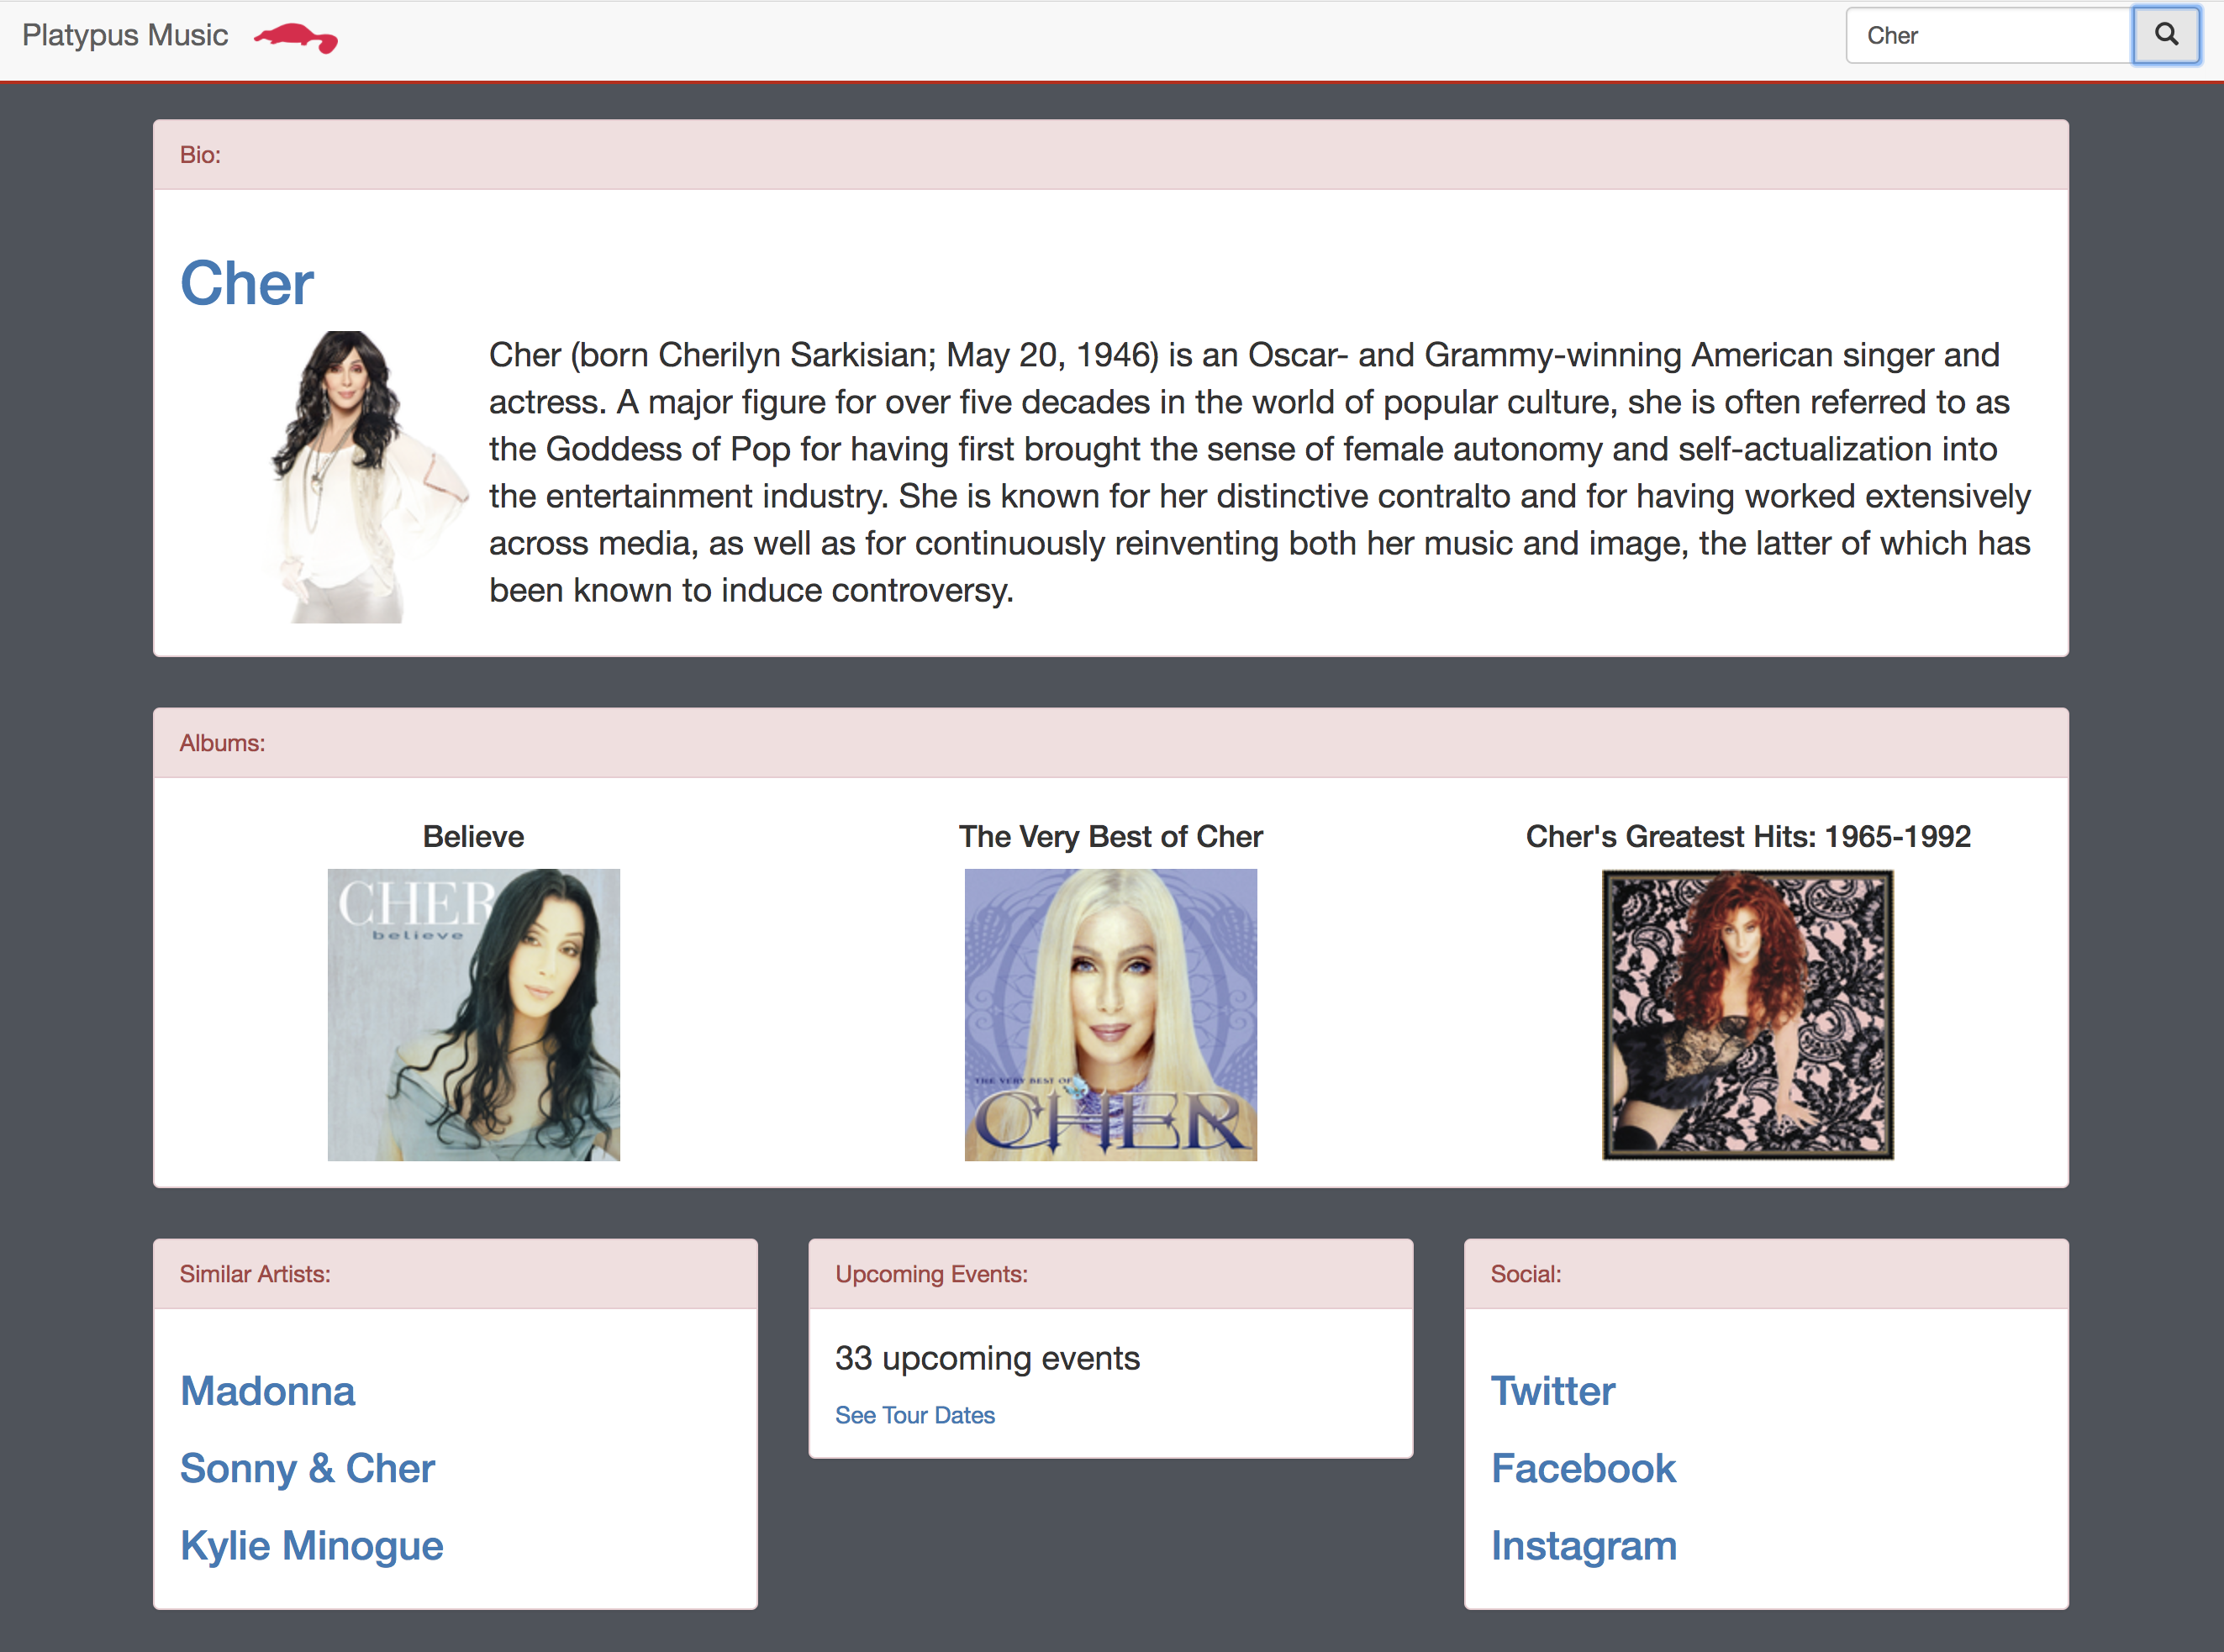 Platypus Music
Cher
Bio:
Cher
Cher (born Cherilyn Sarkisian; May 20, 1946) is an Oscar- and Grammy-winning American singer and
actress. A major figure for over five decades in the world of popular culture, she is often referred to as
the Goddess of Pop for having first brought the sense of female autonomy and self-actualization into
the entertainment industry. She is known for her distinctive contralto and for having worked extensively
across media, as well as for continuously reinventing both her music and image, the latter of which has
been known to induce controversy.
Albums:
Believe
CHER
believe
The Very Best of Cher
THE VERY BEST OF
CHER
Cher's Greatest Hits: 1965-1992
Similar Artists:
Madonna
Sonny & Cher
Kylie Minogue
Upcoming Events:
33 upcoming events
See Tour Dates
Social:
Twitter
Facebook
Instagram